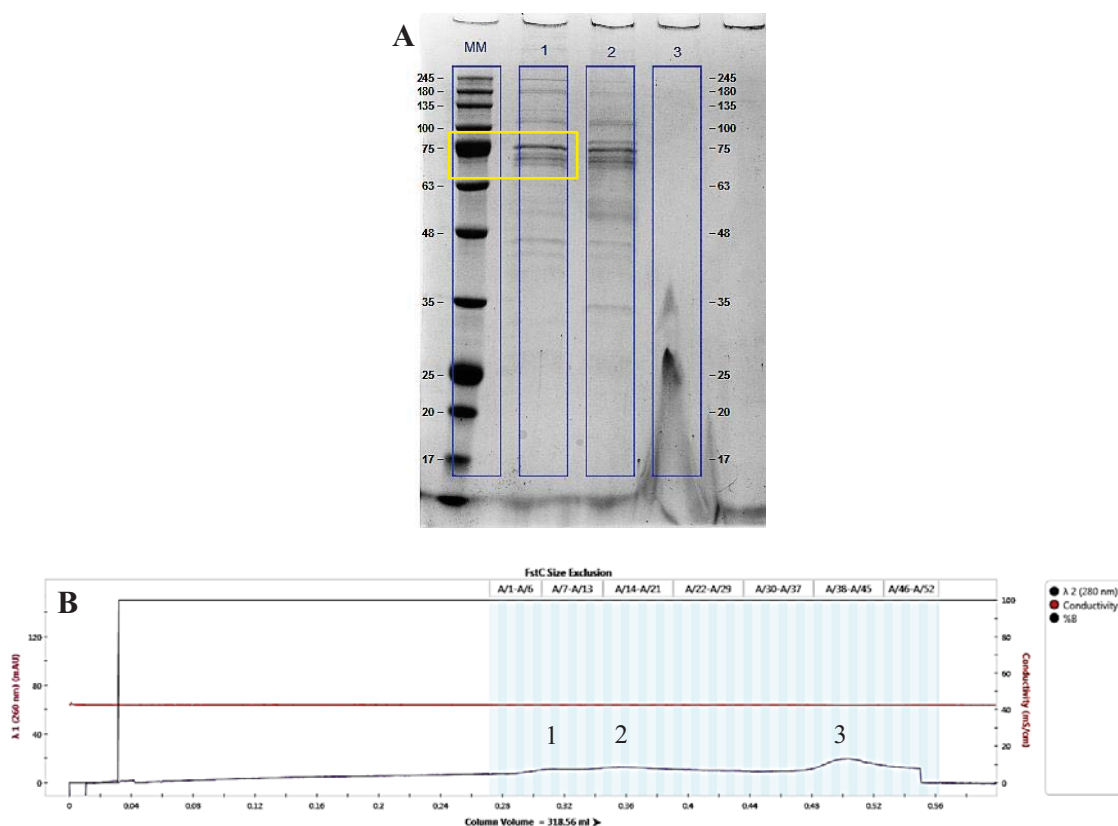 A
MM 1 2 3
245 – – 245
180 – – 180
135 – – 135
100 – – 100
75 – – 75
63 – – 63
48 – – 48
35 – – 35
25 – – 25
20 – – 20
17 – – 17
B
FstC Size Exclusion
A/1-A/6 A/7-A/13 A/14-A/21 A/22-A/29 A/30-A/37 A/38-A/45 A/46-A/52
λ 2 (280 nm)
Conductivity
%B
λ 1 (260 nm) (mAU)
120
80
40
0
1 2 3
100
80
60
40
20
0
Conductivity (mS/cm)
0 0.04 0.08 0.12 0.16 0.2 0.24 0.28 0.32 0.36 0.4 0.44 0.48 0.52 0.56
Column Volume = 318.56 ml